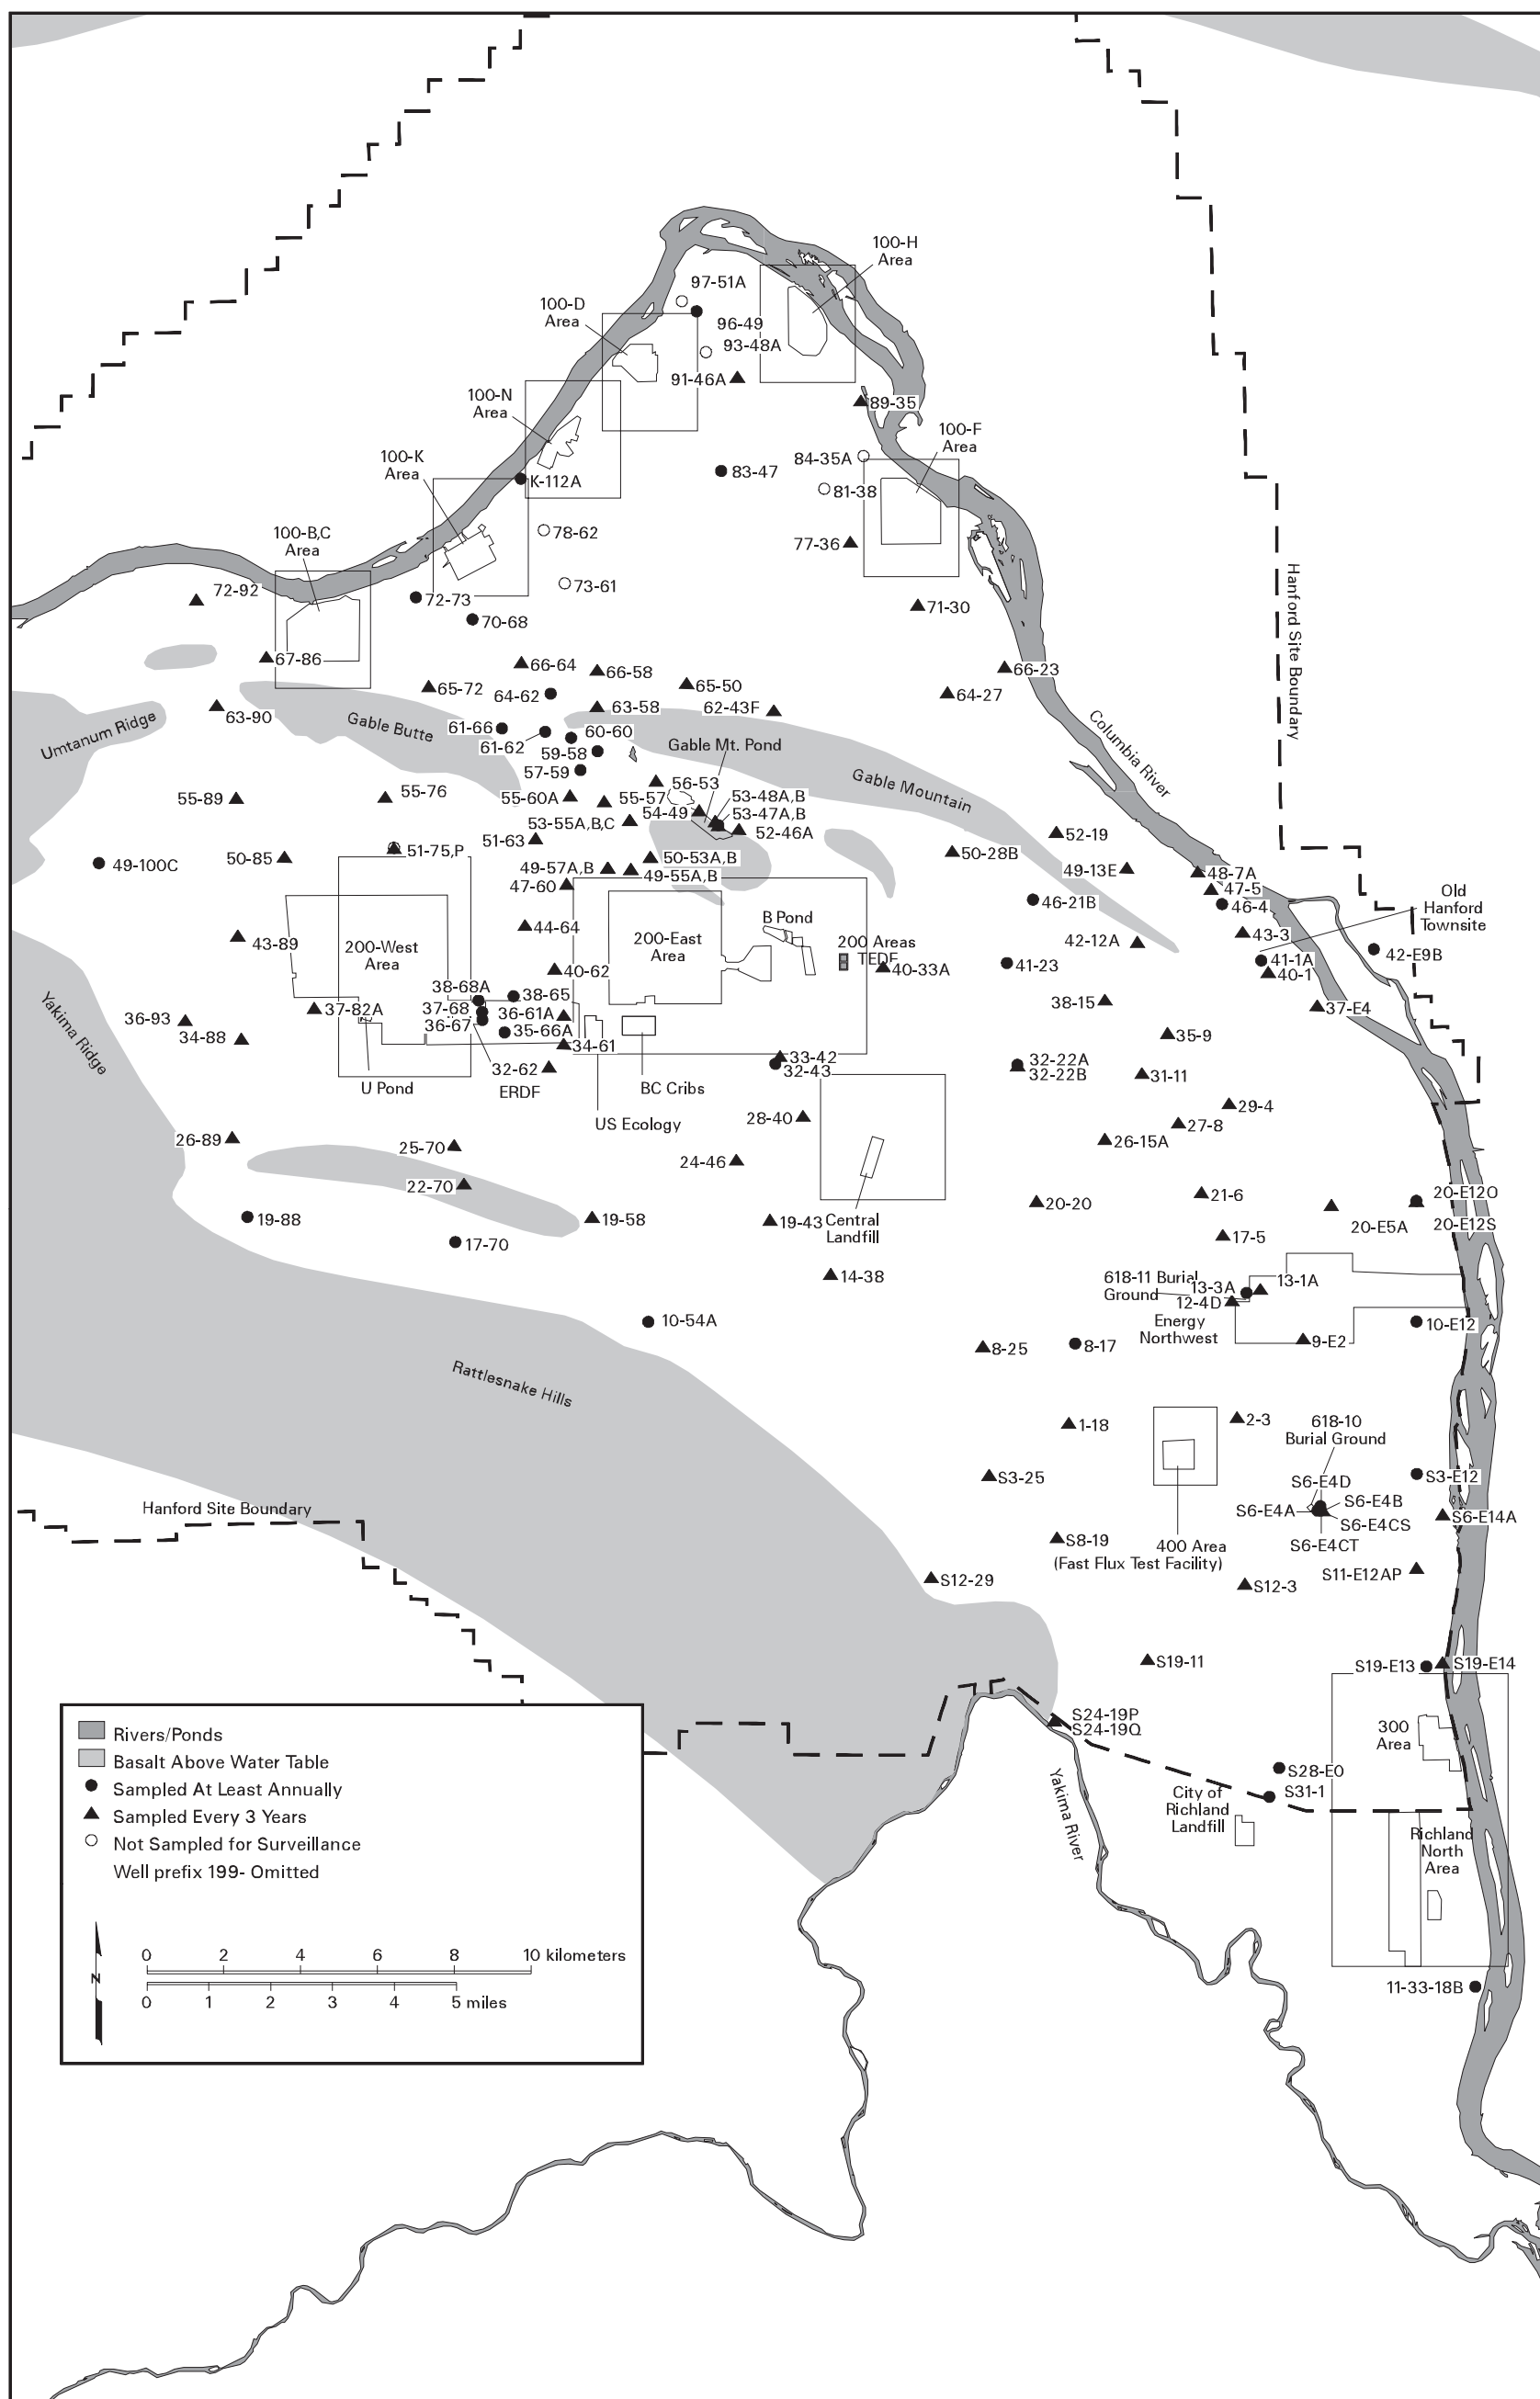 100-H
Area
97-51A
100-D
Area
96-49
93-48A
91-46A
100-N
Area
89-35
100-F
Area
100-K
Area
84-35A
83-47
K-112A
81-38
100-B,C
Area
78-62
77-36
73-61
72-92
72-73
71-30
70-68
67-86
66-64
66-58
66-23
65-72
64-62
65-50
64-27
63-90
63-58
62-43F
Umtanum Ridge
Gable Butte
61-66
60-60
61-62
59-58
Gable Mt. Pond
57-59
Columbia River
Hanford Site Boundary
Gable Mountain
55-89
55-76
55-60A
55-57
56-53
53-48A,B
54-49
53-47A,B
53-55A,B,C
52-46A
52-19
51-63
51-75,P
50-85
49-100C
50-53A,B
50-28B
49-57A,B
49-55A,B
49-13E
48-7A
47-60
47-5
Old
Hanford
Townsite
46-21B
46-4
44-64
B Pond
43-89
200-West
Area
200-East
Area
200 Areas
TEDF
42-12A
43-3
42-E9B
40-62
40-33A
41-23
41-1A
40-1
38-68A
38-65
Yakima Ridge
37-82A
37-68
36-61A
38-15
37-E4
36-93
36-67
35-66A
34-88
34-61
35-9
33-42
32-43
32-62
32-22A
32-22B
31-11
U Pond
ERDF
BC Cribs
US Ecology
29-4
28-40
27-8
26-89
25-70
26-15A
24-46
22-70
21-6
20-20
20-E12O
20-E5A
20-E12S
19-88
19-58
19-43
Central
Landfill
17-70
17-5
14-38
618-11 Burial
Ground
13-3A
13-1A
12-4D
Energy
Northwest
10-54A
10-E12
9-E2
8-25
8-17
Rattlesnake Hills
1-18
2-3
618-10
Burial Ground
S3-25
S3-E12
S6-E4D
S6-E4A
S6-E4B
S6-E4CS
S6-E4CT
S6-E14A
Hanford Site Boundary
S8-19
400 Area
(Fast Flux Test Facility)
S11-E12AP
S12-29
S12-3
S19-11
S19-E13
S19-E14
S24-19P
S24-19Q
300
Area
S28-E0
S31-1
City of
Richland
Landfill
Yakima River
Richland
North
Area
11-33-18B
Rivers/Ponds
Basalt Above Water Table
Sampled At Least Annually
Sampled Every 3 Years
Not Sampled for Surveillance
Well prefix 199- Omitted
N
0 2 4 6 8 10 kilometers
0 1 2 3 4 5 miles